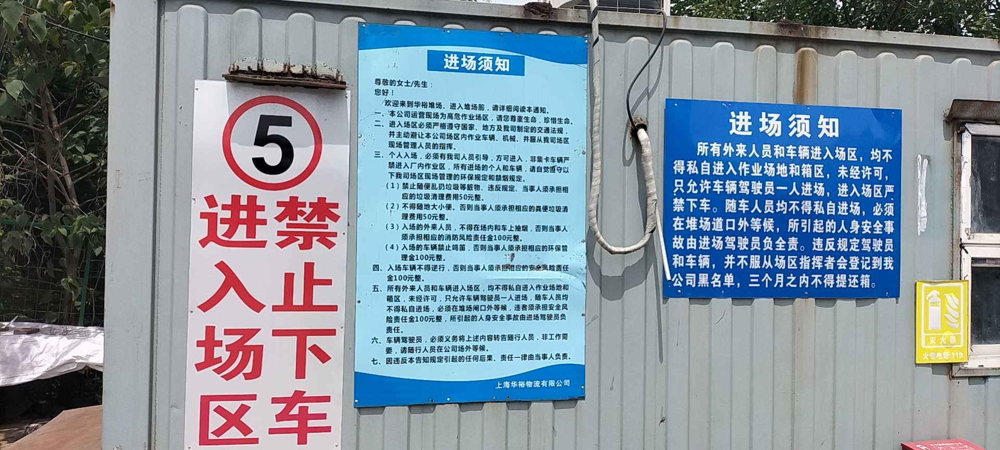 5
进入场区
禁止下车
进场须知
尊敬的女士/先生：
您好！
欢迎来到华裕堆场、进入堆场前，请详细阅读本通知。
一、本公司运营现场为高危作业场区，请您尊重生命，珍惜生命。
二、进入场区必须严格遵守国家、地方及我司制定的交通法规，
并主动避让本公司场区内作业车辆、机械、并服从我司场区
现场管理人员的指挥。
三、个人入场，必须有我司人员引导，方可进入，非集卡车辆严
禁进入厂内作业区，所有进场的个人和车辆，请自觉遵守以
下我司场区现场管理的环保规定和禁烟规定。
（1）禁止随便乱扔垃圾等脏物、违反规定、当事人须承担相
应的垃圾清理费用50元整。
（2）不得随地大小便。否则当事人须承担相应的粪便垃圾清
理费用50元整。
（3）入场的外来人员，不得在场内和车上抽烟，否则当事人
须承担相应的消防风险责任金100元整。
（4）入场的车辆禁止鸣笛，否则当事人须承担相应的环保管
理金100元整。
四、入场车辆不得逆行，否则当事人须承担相应的安全风险责任
金100元整。
五、所有外来人员和车辆进入场区，均不得私自进入作业场地和
箱区，未经许可，只允许车辆驾驶员一人进场，随车人员均
不得私自进场，必须在堆场闸口外等候，违者须承担安全风
险责任金100元整，所引起的人身安全事故由进场驾驶员负
责任。
六、车辆驾驶员，必须义务将上述内容转告随行人员，非工作需
要，请随行人员在公司场外等候。
七、因违反本告知规定引起的任何后果、责任一律由当事人负责。
上海华裕物流有限公司
进场须知
所有外来人员和车辆进入场区，均不
得私自进入作业场地和箱区，未经许可，
只允许车辆驾驶员一人进场，进入场区严
禁下车。随车人员均不得私自进场，必须
在堆场道口外等候，所引起的人身安全事
故由进场驾驶员负全责。违反规定驾驶员
和车辆，并不服从场区指挥者会登记到我
公司黑名单，三个月之内不得提还箱。
灭火器
火警电话:119